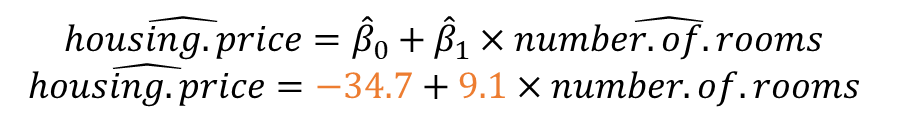 housing.price^ = β̂₀ + β̂₁ × number.of.rooms^
housing.price^ = −34.7 + 9.1 × number.of.rooms